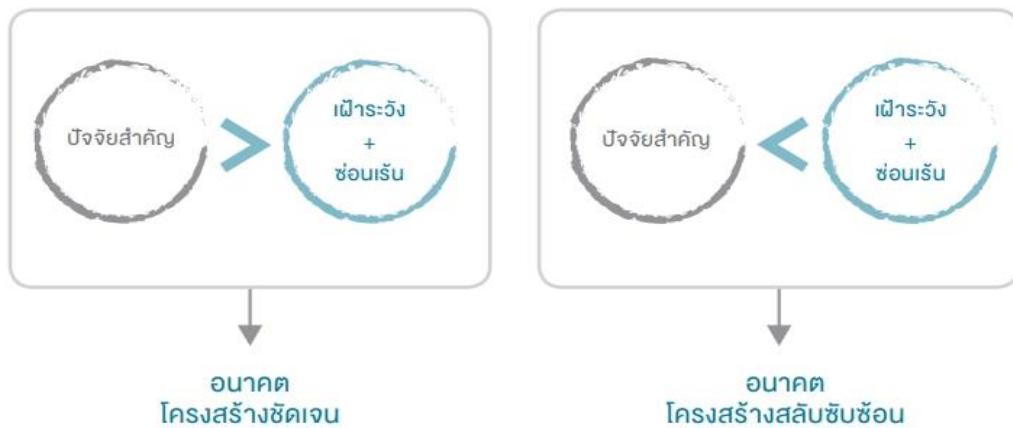 ปัจจัยสำคัญ
>
เฝ้าระวัง
+
ซ่อนเร้น
อนาคต
โครงสร้างชัดเจน
ปัจจัยสำคัญ
<
เฝ้าระวัง
+
ซ่อนเร้น
อนาคต
โครงสร้างสลับซับซ้อน